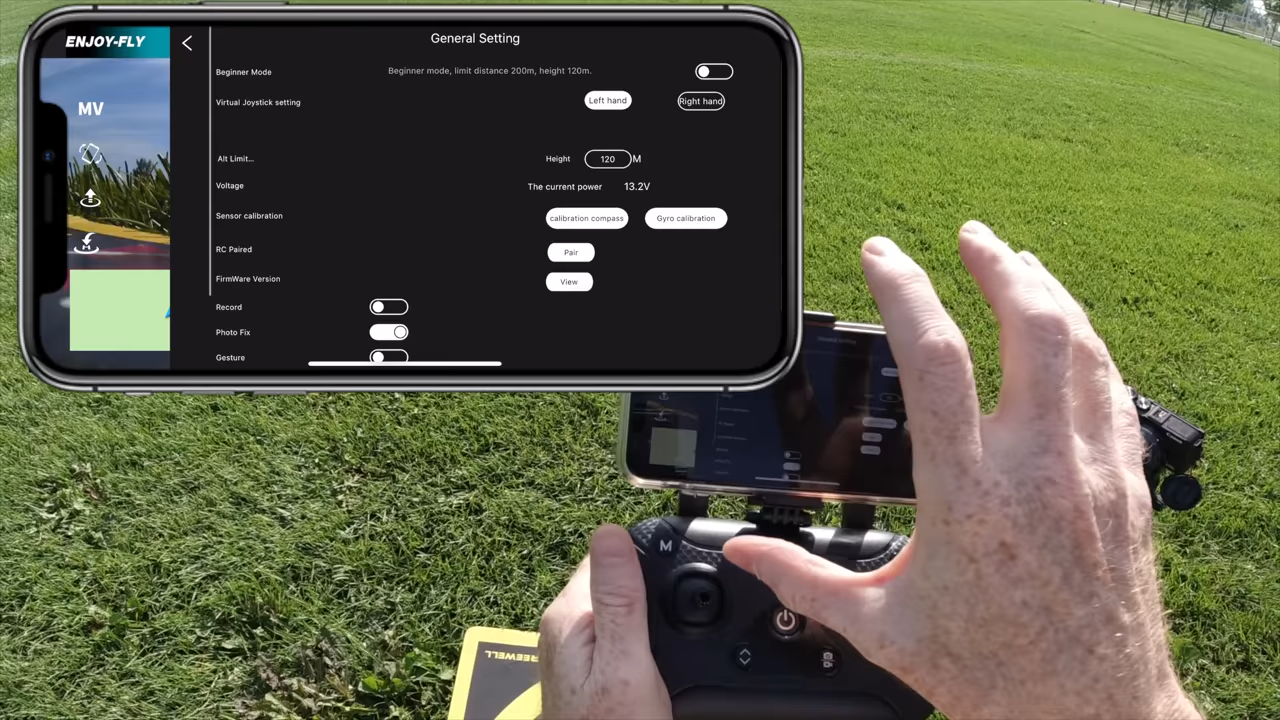 ENJOY-FLY
General Setting
MV
Beginner Mode Beginner mode, limit distance 200m, height 120m.
Virtual Joystick setting Left hand Right hand
Alt Limit... Height 120 M
Voltage The current power 13.2V
Sensor calibration calibration compass Gyro calibration
RC Paired Pair
FirmWare Version View
Record
Photo Fix
Gesture
M
REEWELL